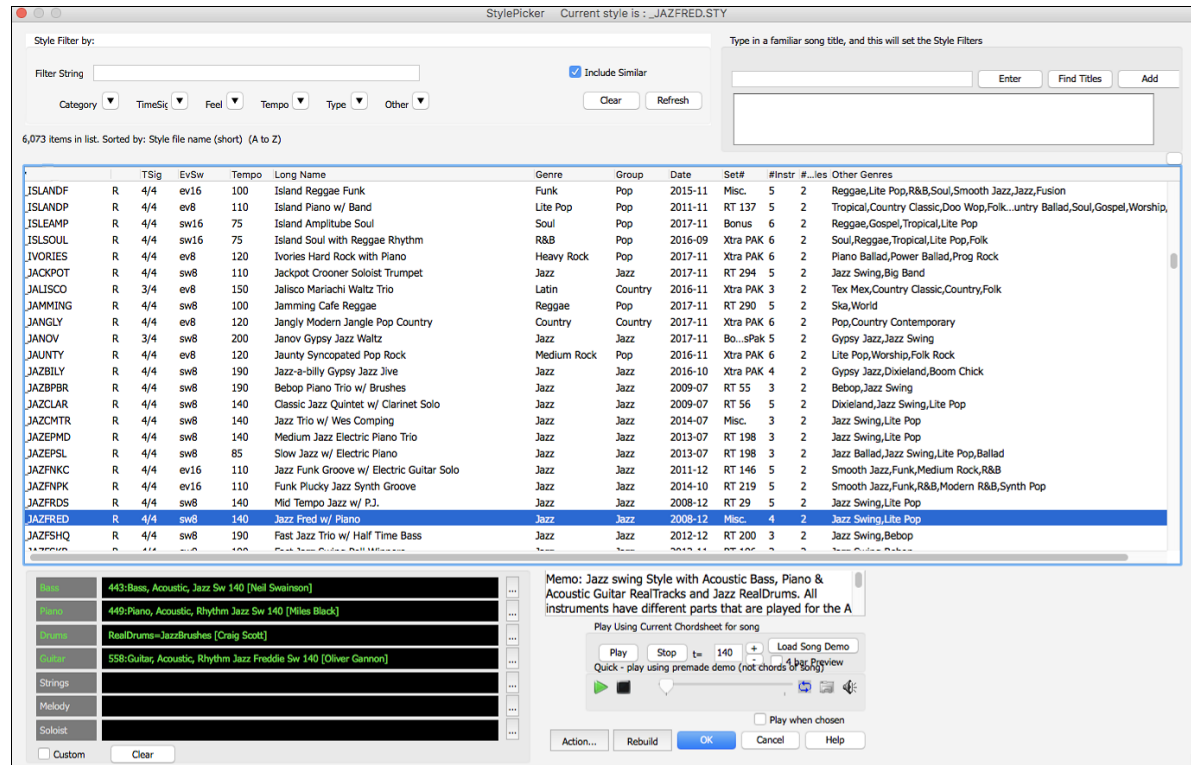 StylePicker Current style is : _JAZFRED.STY
Style Filter by:
Type in a familiar song title, and this will set the Style Filters
Filter String
Include Similar
Enter Find Titles Add
Category TimeSig Feel Tempo Type Other Clear Refresh
6,073 items in list. Sorted by: Style file name (short) (A to Z)
TSig EvSw Tempo Long Name Genre Group Date Set# #Instr #...les Other Genres
_ISLANDF R 4/4 ev16 100 Island Reggae Funk Funk Pop 2015-11 Misc. 5 2 Reggae,Lite Pop,R&B,Soul,Smooth Jazz,Jazz,Fusion
_ISLANDP R 4/4 ev8 110 Island Piano w/ Band Lite Pop Pop 2011-11 RT 137 5 2 Tropical,Country Classic,Doo Wop,Folk...untry Ballad,Soul,Gospel,Worship,
_ISLEAMP R 4/4 sw16 75 Island Amplitube Soul Soul Pop 2017-11 Bonus 6 2 Reggae,Gospel,Tropical,Lite Pop
_ISLSOUL R 4/4 sw16 75 Island Soul with Reggae Rhythm R&B Pop 2016-09 Xtra PAK 6 2 Soul,Reggae,Tropical,Lite Pop,Folk
_IVORIES R 4/4 ev8 120 Ivories Hard Rock with Piano Heavy Rock Pop 2017-11 Xtra PAK 6 2 Piano Ballad,Power Ballad,Prog Rock
_JACKPOT R 4/4 sw8 110 Jackpot Crooner Soloist Trumpet Jazz Jazz 2017-11 RT 294 5 2 Jazz Swing,Big Band
_JALISCO R 3/4 ev8 150 Jalisco Mariachi Waltz Trio Latin Country 2016-11 Xtra PAK 3 2 Tex Mex,Country Classic,Country,Folk
_JAMMING R 4/4 sw8 100 Jamming Cafe Reggae Reggae Pop 2017-11 RT 290 5 2 Ska,World
_JANGLY R 4/4 ev8 120 Jangly Modern Jangle Pop Country Country Country 2017-11 Xtra PAK 6 2 Pop,Country Contemporary
_JANOV R 3/4 sw8 200 Janov Gypsy Jazz Waltz Jazz Jazz 2017-11 Bo...sPak 5 2 Gypsy Jazz,Jazz Swing
_JAUNTY R 4/4 ev8 120 Jaunty Syncopated Pop Rock Medium Rock Pop 2016-11 Xtra PAK 6 2 Lite Pop,Worship,Folk Rock
_JAZBILY R 4/4 sw8 190 Jazz-a-billy Gypsy Jazz Jive Jazz Jazz 2016-10 Xtra PAK 4 2 Gypsy Jazz,Dixieland,Boom Chick
_JAZBPBR R 4/4 sw8 190 Bebop Piano Trio w/ Brushes Jazz Jazz 2009-07 RT 55 3 2 Bebop,Jazz Swing
_JAZCLAR R 4/4 sw8 140 Classic Jazz Quintet w/ Clarinet Solo Jazz Jazz 2009-07 RT 56 5 2 Dixieland,Jazz Swing,Lite Pop
_JAZCMTR R 4/4 sw8 140 Jazz Trio w/ Wes Comping Jazz Jazz 2014-07 Misc. 3 2 Jazz Swing,Lite Pop
_JAZEPMD R 4/4 sw8 140 Medium Jazz Electric Piano Trio Jazz Jazz 2013-07 RT 198 3 2 Jazz Swing,Lite Pop
_JAZEPSL R 4/4 sw8 85 Slow Jazz w/ Electric Piano Jazz Jazz 2013-07 RT 198 3 2 Jazz Ballad,Jazz Swing,Lite Pop,Ballad
_JAZFNKC R 4/4 ev16 110 Jazz Funk Groove w/ Electric Guitar Solo Jazz Jazz 2011-12 RT 146 5 2 Smooth Jazz,Funk,Medium Rock,R&B
_JAZFNPK R 4/4 ev16 110 Funk Plucky Jazz Synth Groove Jazz Jazz 2014-10 RT 219 5 2 Smooth Jazz,Funk,R&B,Modern R&B,Synth Pop
_JAZFRDS R 4/4 sw8 140 Mid Tempo Jazz w/ P.J. Jazz Jazz 2008-12 RT 29 5 2 Jazz Swing,Lite Pop
_JAZFRED R 4/4 sw8 140 Jazz Fred w/ Piano Jazz Jazz 2008-12 Misc. 4 2 Jazz Swing,Lite Pop
_JAZFSHQ R 4/4 sw8 190 Fast Jazz Trio w/ Half Time Bass Jazz Jazz 2012-12 RT 200 3 2 Jazz Swing,Bebop
Bass 443:Bass, Acoustic, Jazz Sw 140 [Neil Swainson] ...
Piano 449:Piano, Acoustic, Rhythm Jazz Sw 140 [Miles Black] ...
Drums RealDrums=JazzBrushes [Craig Scott] ...
Guitar 558:Guitar, Acoustic, Rhythm Jazz Freddie Sw 140 [Oliver Gannon] ...
Strings ...
Melody ...
Soloist ...
Custom Clear
Memo: Jazz swing Style with Acoustic Bass, Piano &
Acoustic Guitar RealTracks and Jazz RealDrums. All
instruments have different parts that are played for the A
Play Using Current Chordsheet for song
Play Stop t= 140 + - Load Song Demo
4 bar Preview
Quick - play using premade demo (not chords of song)
Play when chosen
Action... Rebuild OK Cancel Help